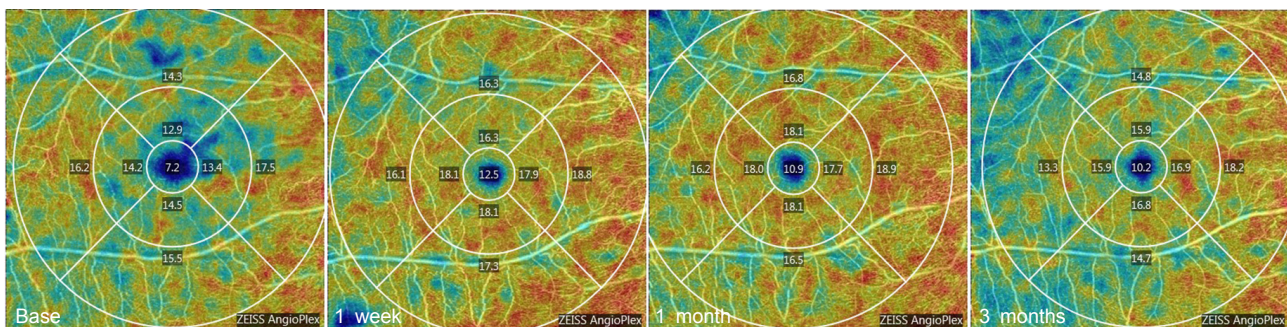 14.3
12.9
16.2 14.2 7.2 13.4 17.5
14.5
15.5
Base
ZEISS AngioPlex
16.3
16.3
16.1 18.1 12.5 17.9 18.8
18.1
17.3
1 week
ZEISS AngioPlex
16.8
18.1
16.2 18.0 10.9 17.7 18.9
18.1
16.5
1 month
ZEISS AngioPlex
14.8
15.9
13.3 15.9 10.2 16.9 18.2
16.8
14.7
3 months
ZEISS AngioPlex